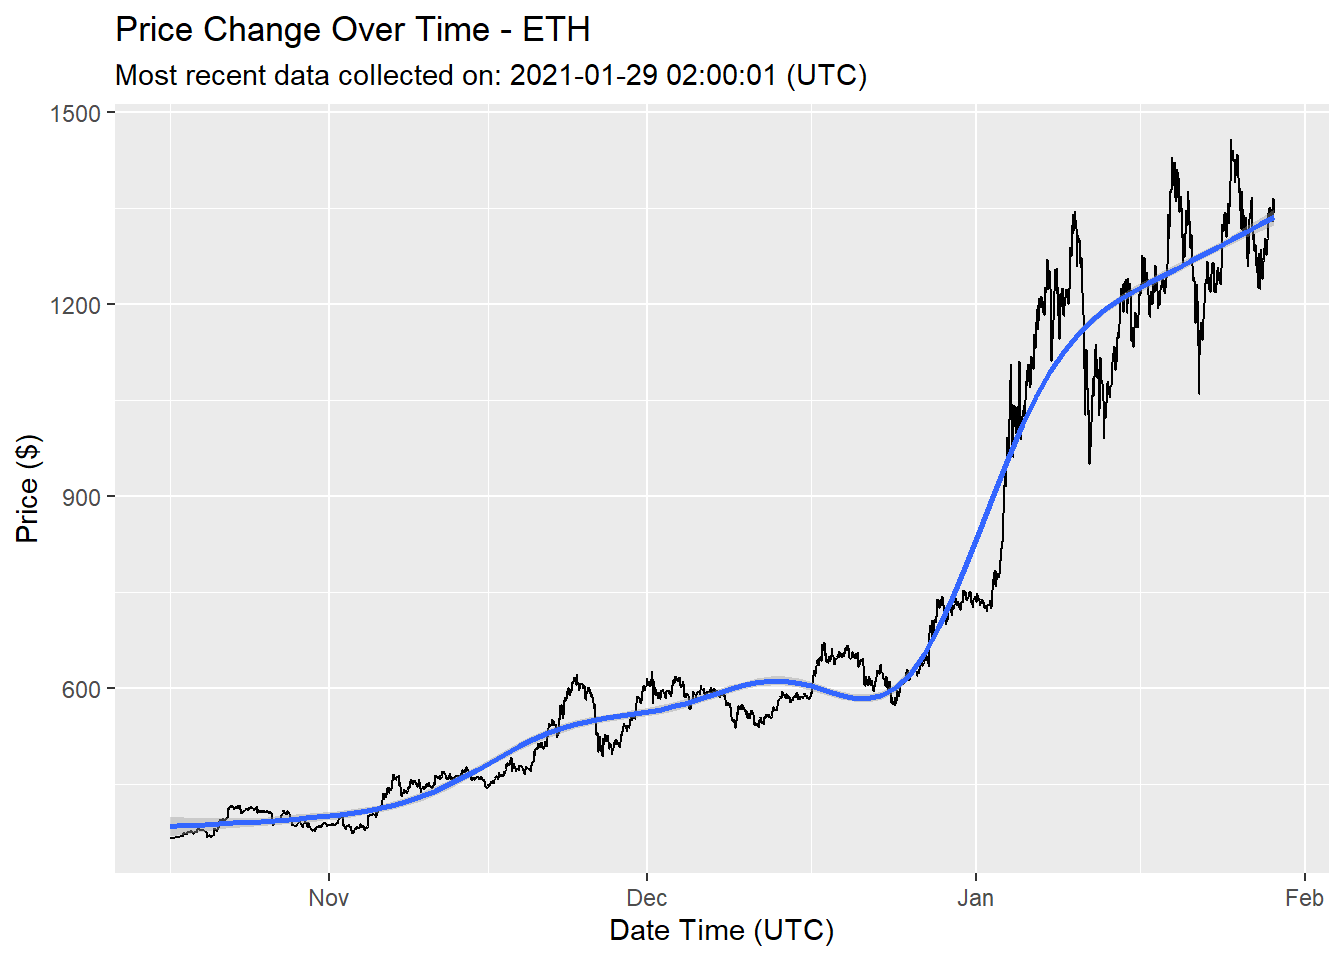 Price Change Over Time - ETH
Most recent data collected on: 2021-01-29 02:00:01 (UTC)
1500
1200
900
600
Price ($)
Nov
Dec
Jan
Feb
Date Time (UTC)